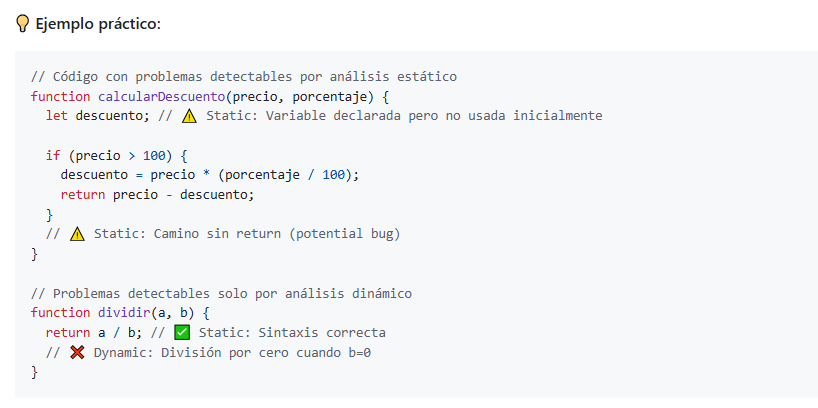 💡 Ejemplo práctico:
// Código con problemas detectables por análisis estático
function calcularDescuento(precio, porcentaje) {
  let descuento; // ⚠️ Static: Variable declarada pero no usada inicialmente

  if (precio > 100) {
    descuento = precio * (porcentaje / 100);
    return precio - descuento;
  }
  // ⚠️ Static: Camino sin return (potential bug)
}

// Problemas detectables solo por análisis dinámico
function dividir(a, b) {
  return a / b; // ✅ Static: Sintaxis correcta
  // ❌ Dynamic: División por cero cuando b=0
}